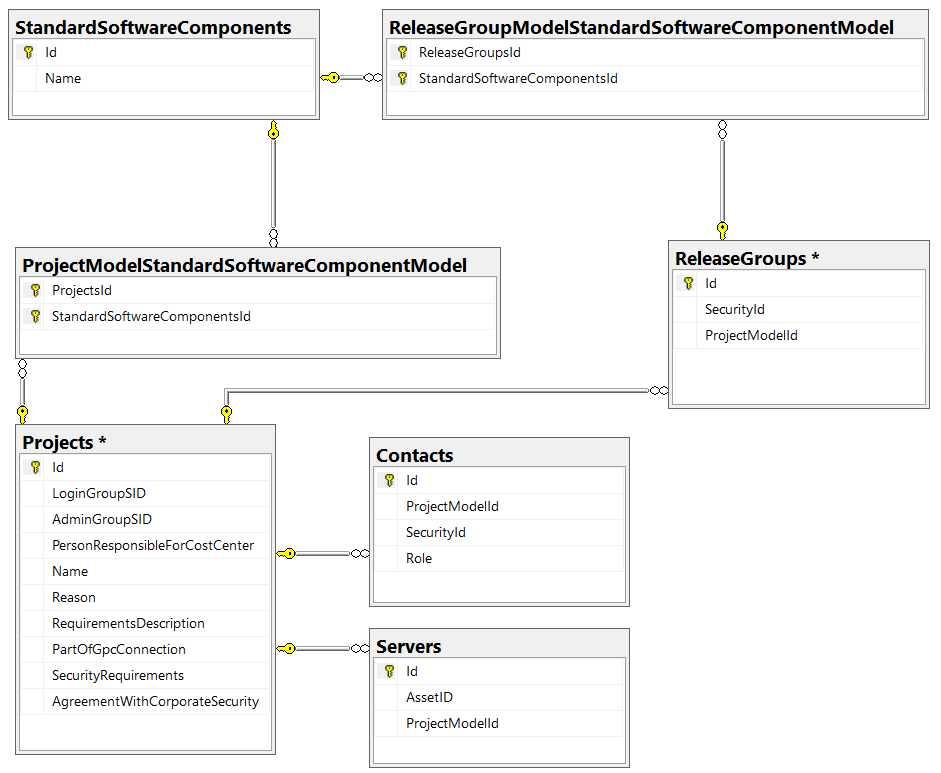 StandardSoftwareComponents
Id
Name
ReleaseGroupModelStandardSoftwareComponentModel
ReleaseGroupsId
StandardSoftwareComponentsId
ProjectModelStandardSoftwareComponentModel
ProjectsId
StandardSoftwareComponentsId
ReleaseGroups *
Id
SecurityId
ProjectModelId
Projects *
Id
LoginGroupSID
AdminGroupSID
PersonResponsibleForCostCenter
Name
Reason
RequirementsDescription
PartOfGpcConnection
SecurityRequirements
AgreementWithCorporateSecurity
Contacts
Id
ProjectModelId
SecurityId
Role
Servers
Id
AssetID
ProjectModelId